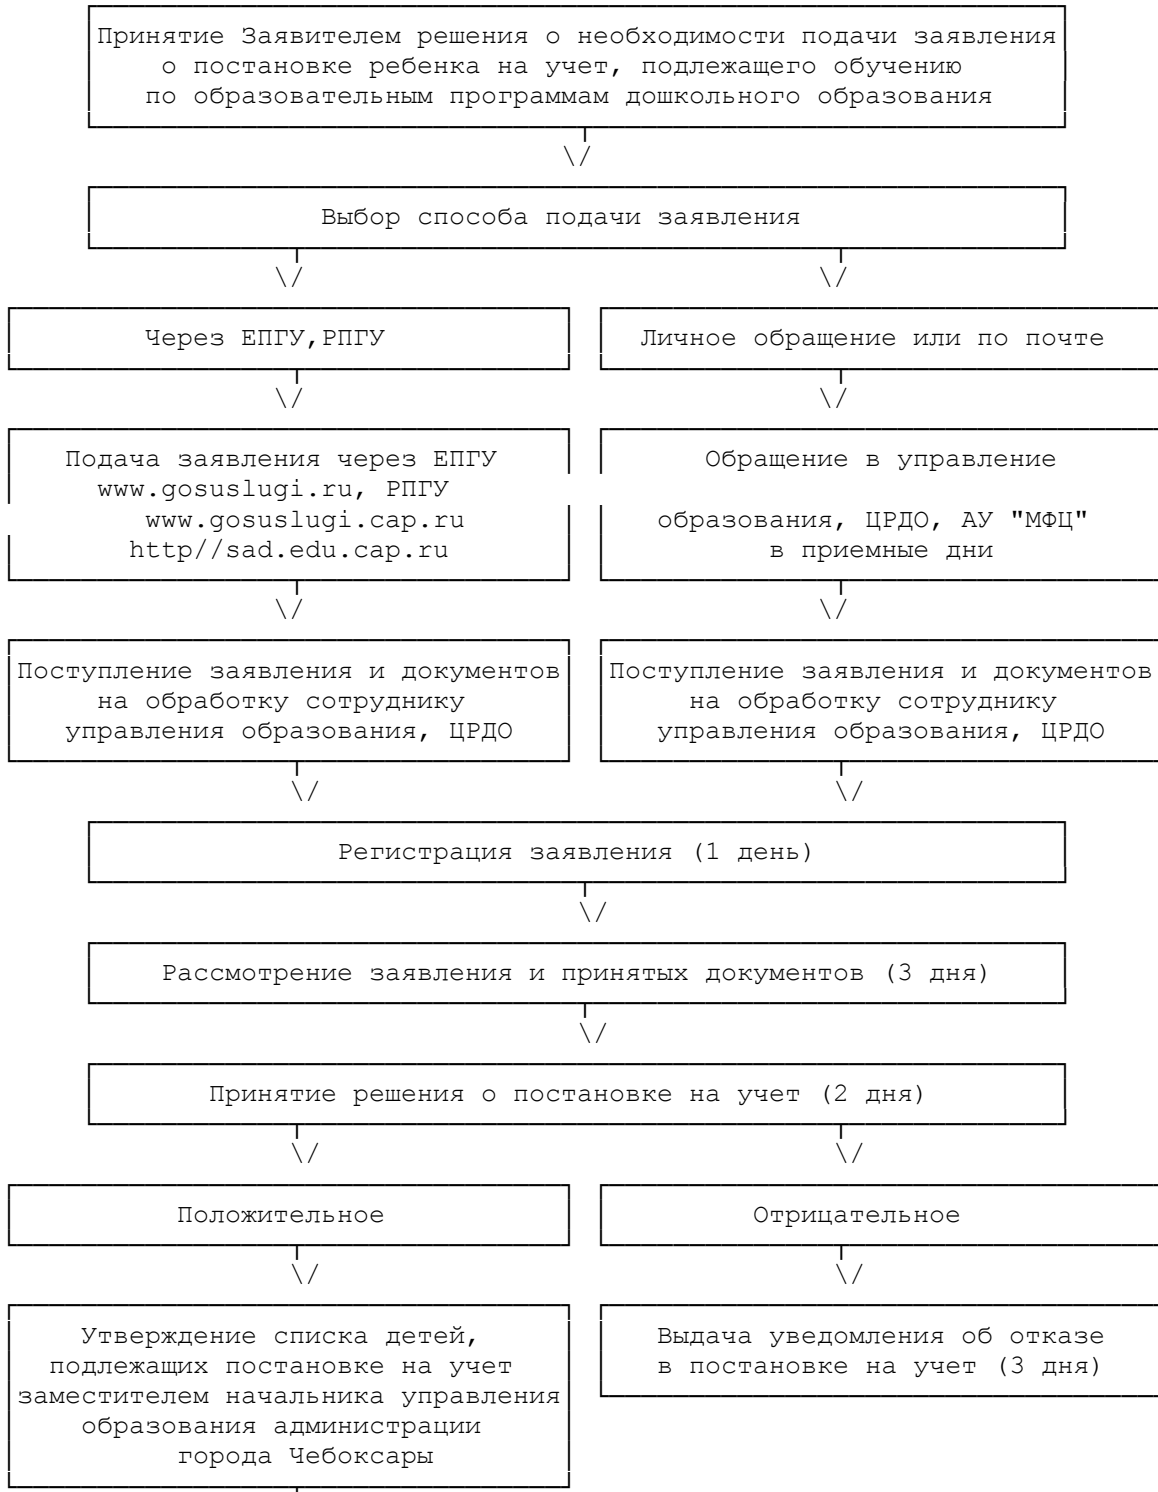 Принятие Заявителем решения о необходимости подачи заявления
о постановке ребенка на учет, подлежащего обучению
по образовательным программам дошкольного образования
\/
Выбор способа подачи заявления
\/ \/
Через ЕПГУ,РПГУ
Личное обращение или по почте
\/ \/
Подача заявления через ЕПГУ
www.gosuslugi.ru, РПГУ
www.gosuslugi.cap.ru
http//sad.edu.cap.ru
Обращение в управление
образования, ЦРДО, АУ "МФЦ"
в приемные дни
\/ \/
Поступление заявления и документов
на обработку сотруднику
управления образования, ЦРДО
Поступление заявления и документов
на обработку сотруднику
управления образования, ЦРДО
\/ \/
Регистрация заявления (1 день)
\/
Рассмотрение заявления и принятых документов (3 дня)
\/
Принятие решения о постановке на учет (2 дня)
\/ \/
Положительное
Отрицательное
\/ \/
Утверждение списка детей,
подлежащих постановке на учет
заместителем начальника управления
образования администрации
города Чебоксары
Выдача уведомления об отказе
в постановке на учет (3 дня)